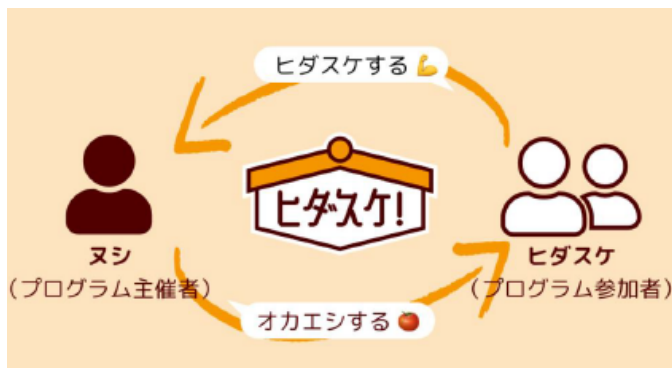 ヒダスケする💪
ヒダスケ!
ヌシ
（プログラム主催者）
ヒダスケ
（プログラム参加者）
オカエシする🍅